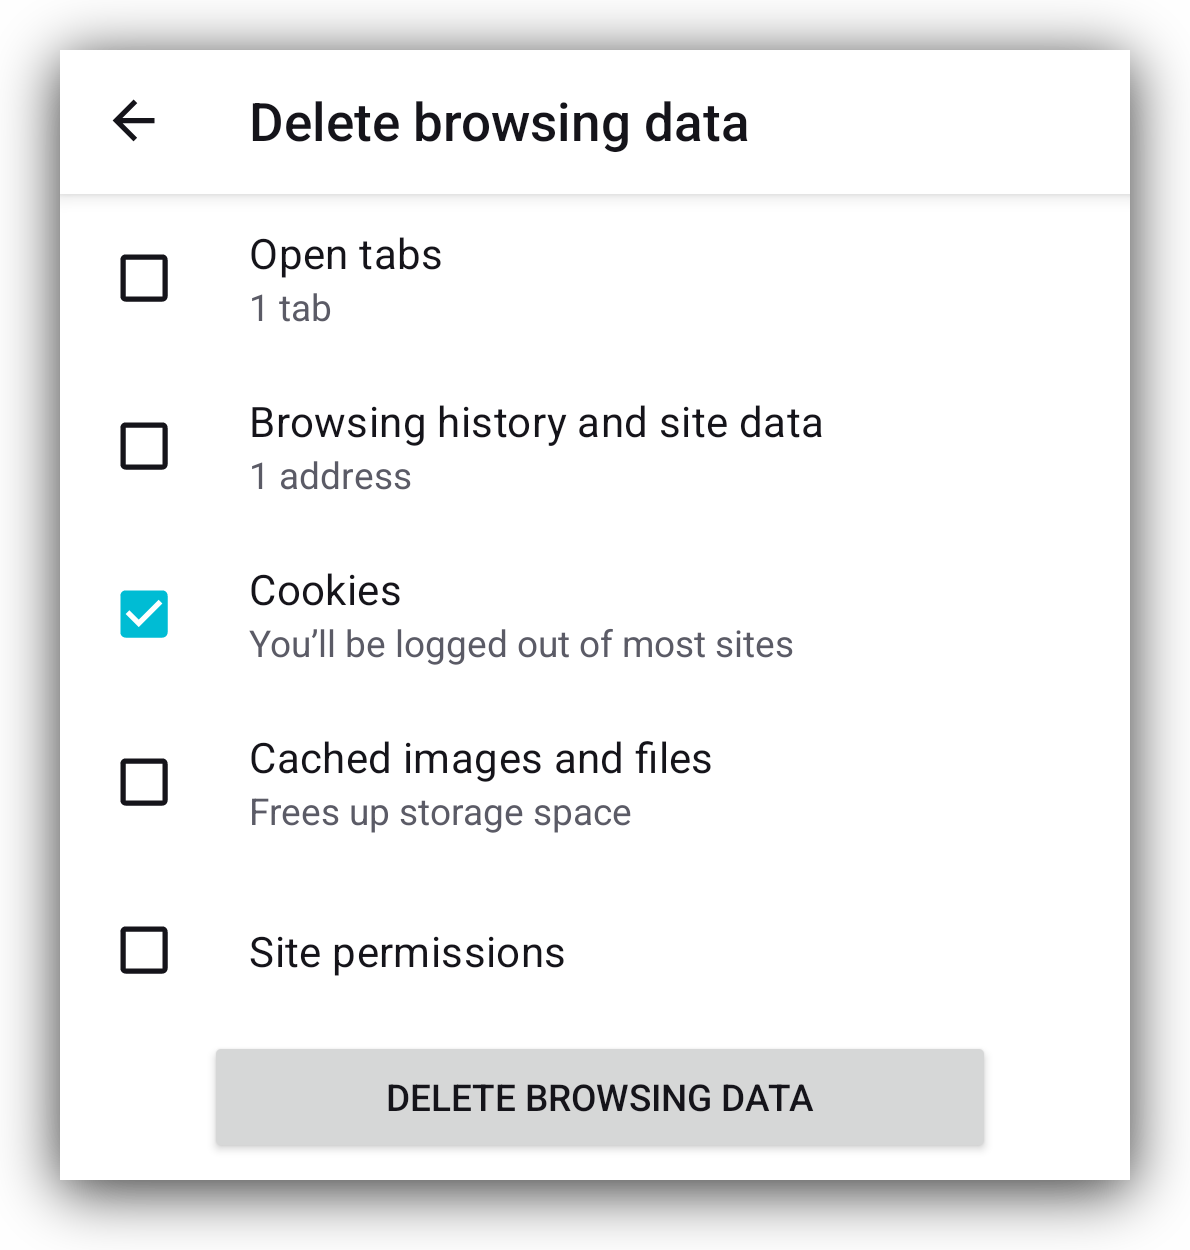 Delete browsing data
Open tabs
1 tab
Browsing history and site data
1 address
Cookies
You’ll be logged out of most sites
Cached images and files
Frees up storage space
Site permissions
DELETE BROWSING DATA